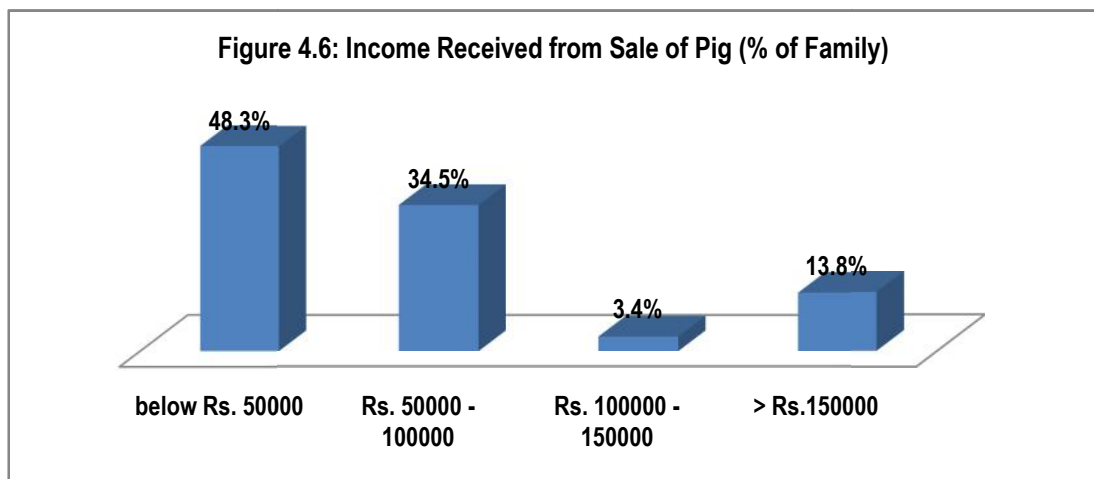 Figure 4.6: Income Received from Sale of Pig (% of Family)
48.3%
34.5%
3.4%
13.8%
below Rs. 50000
Rs. 50000 -
100000
Rs. 100000 -
150000
> Rs.150000